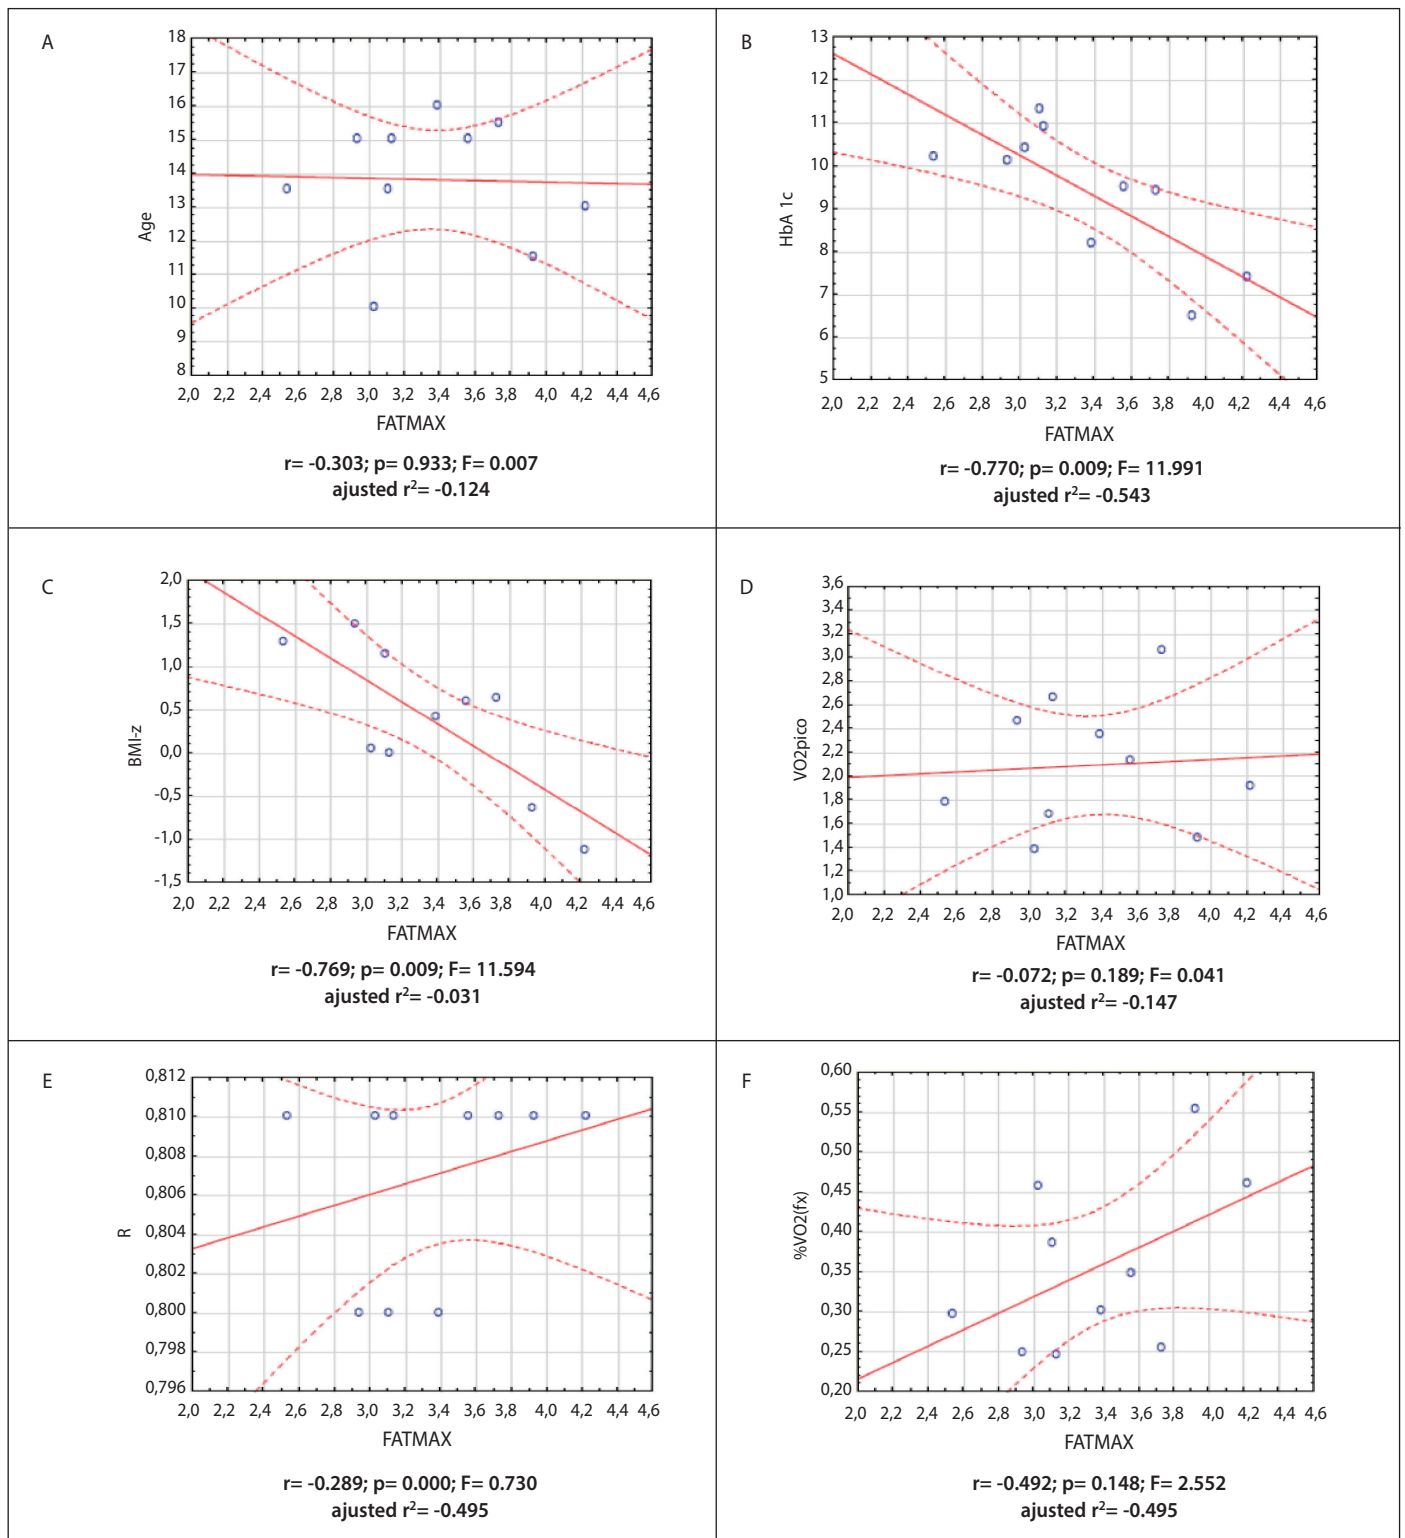 A
18
17
16
15
14
13
12
11
10
9
8
Age
2,0 2,2 2,4 2,6 2,8 3,0 3,2 3,4 3,6 3,8 4,0 4,2 4,4 4,6
FATMAX
r= -0.303; p= 0.933; F= 0.007
ajusted r²= -0.124
B
13
12
11
10
9
8
7
6
5
HbA 1c
2,0 2,2 2,4 2,6 2,8 3,0 3,2 3,4 3,6 3,8 4,0 4,2 4,4 4,6
FATMAX
r= -0.770; p= 0.009; F= 11.991
ajusted r²= -0.543
C
2,0
1,5
1,0
0,5
0,0
-0,5
-1,0
-1,5
BMI-z
2,0 2,2 2,4 2,6 2,8 3,0 3,2 3,4 3,6 3,8 4,0 4,2 4,4 4,6
FATMAX
r= -0.769; p= 0.009; F= 11.594
ajusted r²= -0.031
D
3,6
3,4
3,2
3,0
2,8
2,6
2,4
2,2
2,0
1,8
1,6
1,4
1,2
1,0
VO2pico
2,0 2,2 2,4 2,6 2,8 3,0 3,2 3,4 3,6 3,8 4,0 4,2 4,4 4,6
FATMAX
r= -0.072; p= 0.189; F= 0.041
ajusted r²= -0.147
E
0,812
0,810
0,808
0,806
0,804
0,802
0,800
0,798
0,796
R
2,0 2,2 2,4 2,6 2,8 3,0 3,2 3,4 3,6 3,8 4,0 4,2 4,4 4,6
FATMAX
r= -0.289; p= 0.000; F= 0.730
ajusted r²= -0.495
F
0,60
0,55
0,50
0,45
0,40
0,35
0,30
0,25
0,20
%VO2(fx)
2,0 2,2 2,4 2,6 2,8 3,0 3,2 3,4 3,6 3,8 4,0 4,2 4,4 4,6
FATMAX
r= -0.492; p= 0.148; F= 2.552
ajusted r²= -0.495